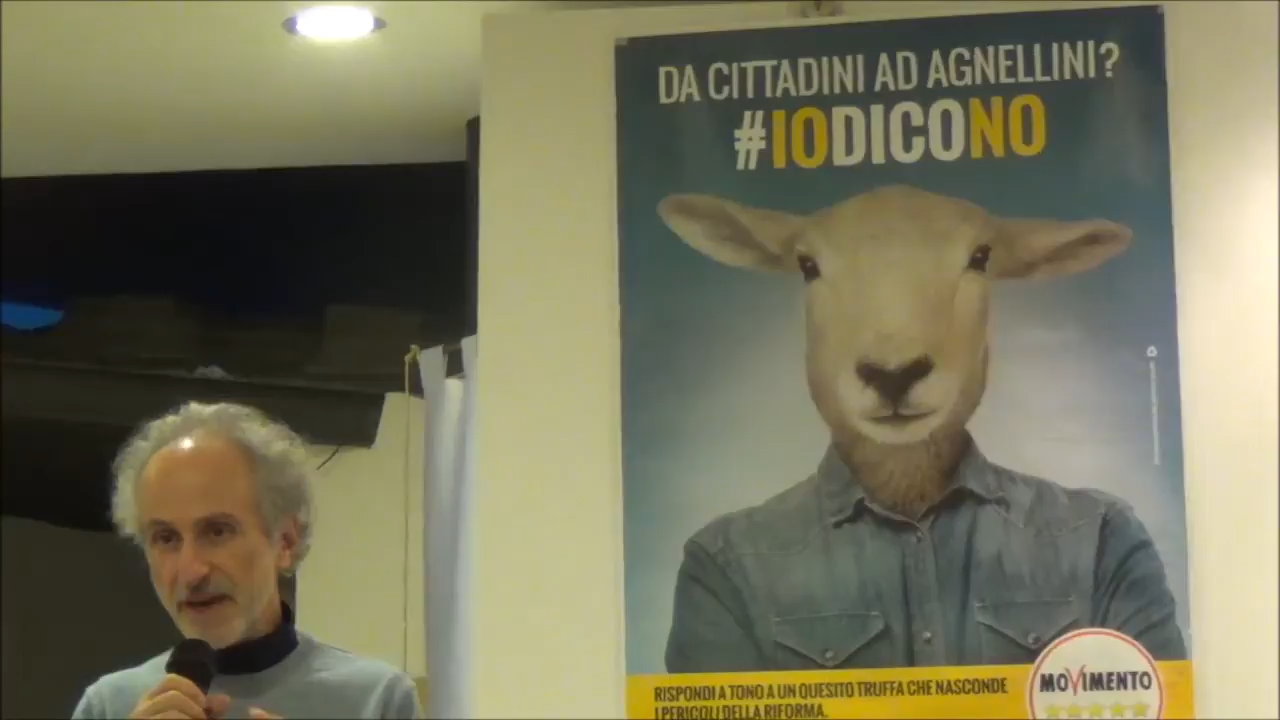 DA CITTADINI AD AGNELLINI?
#IODICONO
RISPONDI A TONO A UN QUESITO TRUFFA CHE NASCONDE
I PERICOLI DELLA RIFORMA.
MOVIMENTO